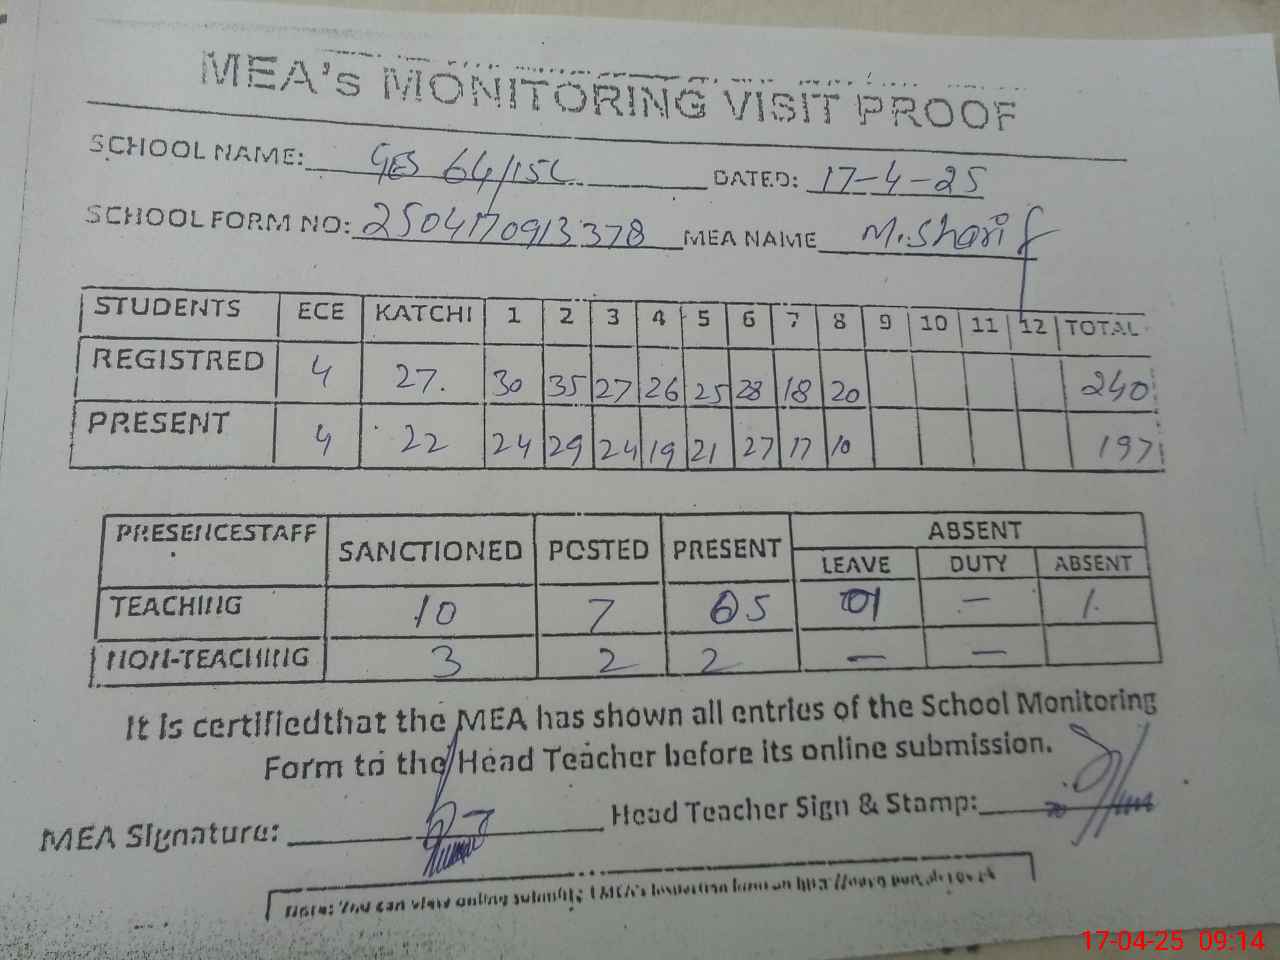 MEA's MONITORING VISIT PROOF
SCHOOL NAME: GES 64/15L DATED: 17-4-25
SCHOOL FORM NO: 2504170913378 MEA NAME M.Sharif
STUDENTS ECE KATCHI 1 2 3 4 5 6 7 8 9 10 11 12 TOTAL
REGISTRED 4 27. 30 35 27 26 25 28 18 20 240
PRESENT 4 22 24 29 24 19 21 27 17 10 197
PRESENCESTAFF SANCTIONED POSTED PRESENT ABSENT
LEAVE DUTY ABSENT
TEACHING 10 7 05 01 – 1.
NON-TEACHING 3 2 2 – –
It is certifiedthat the MEA has shown all entries of the School Monitoring
Form to the Head Teacher before its online submission.
MEA Signature: Head Teacher Sign & Stamp:
Note: You can view online
17-04-25 09:14